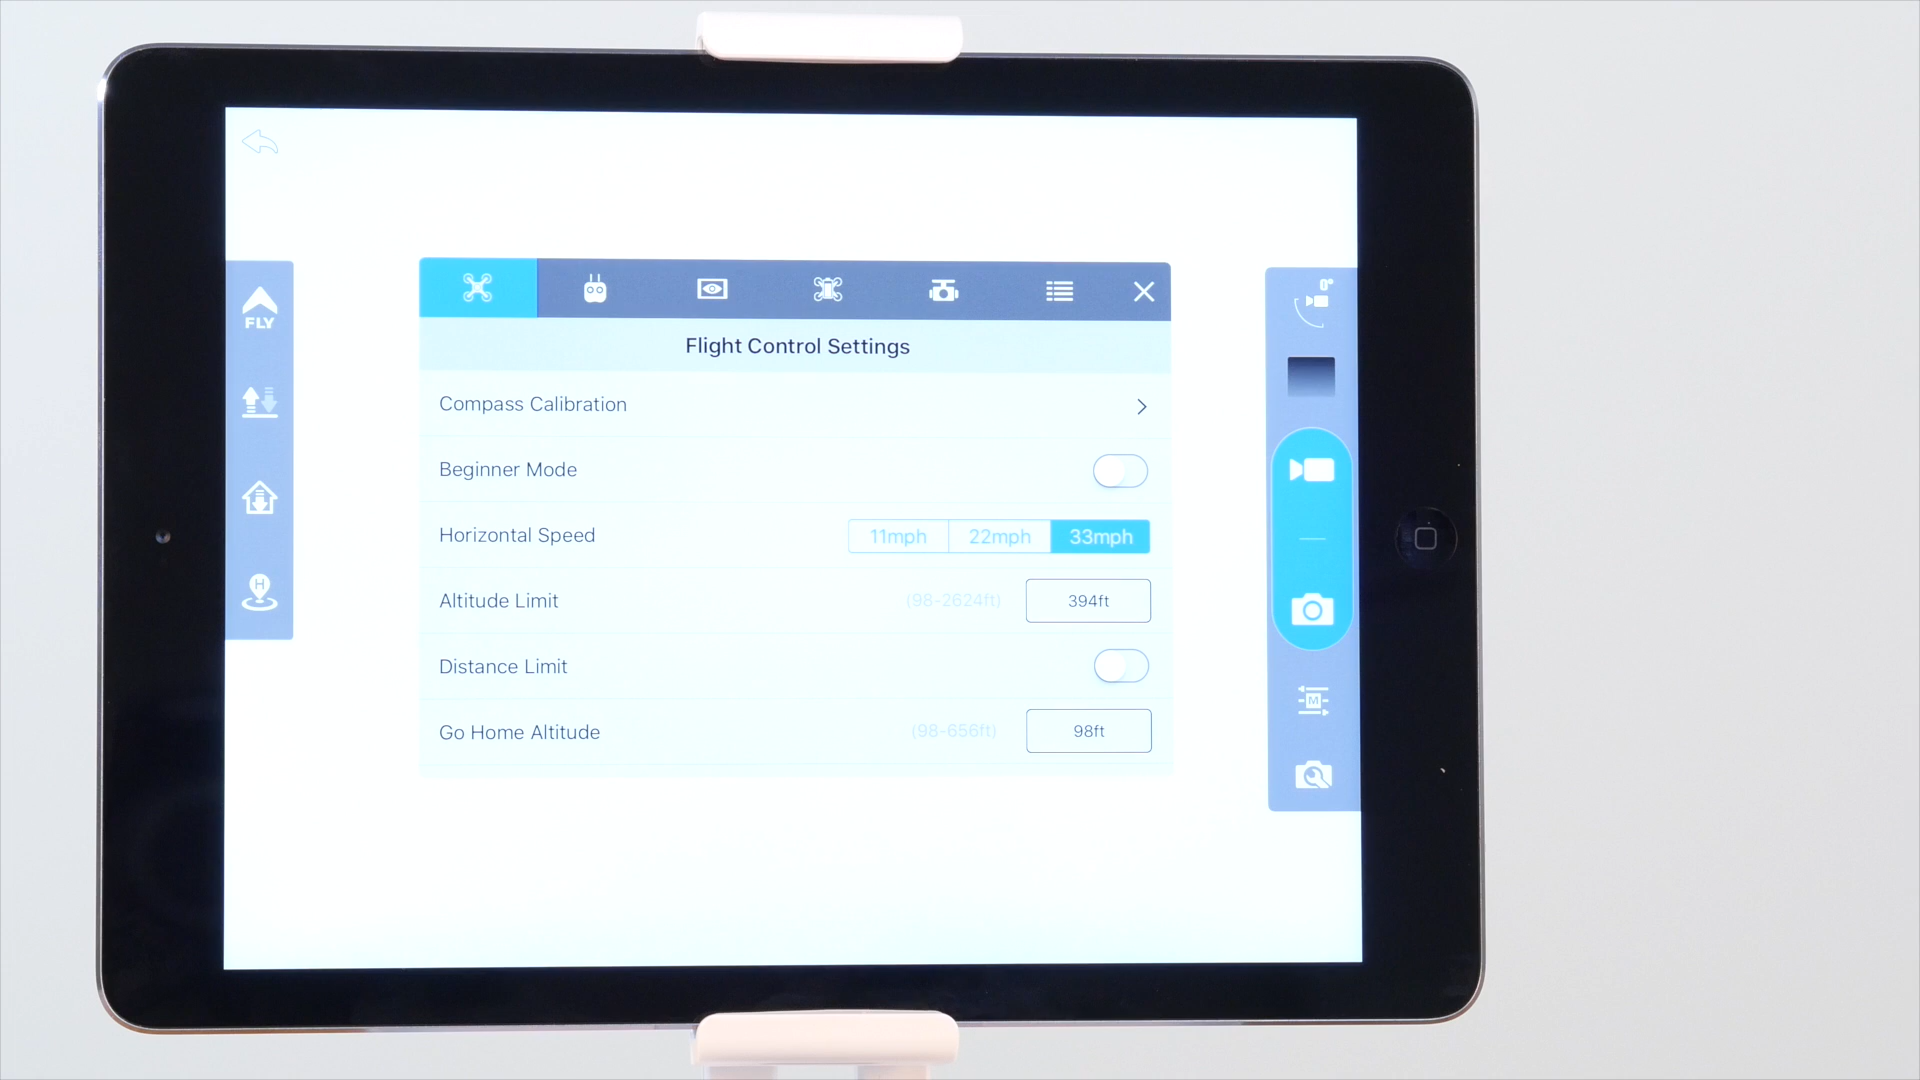 0°
FLY
Flight Control Settings
Compass Calibration
Beginner Mode
Horizontal Speed 11mph 22mph 33mph
Altitude Limit (98-2624ft) 394ft
Distance Limit
Go Home Altitude (98-656ft) 98ft
H
M